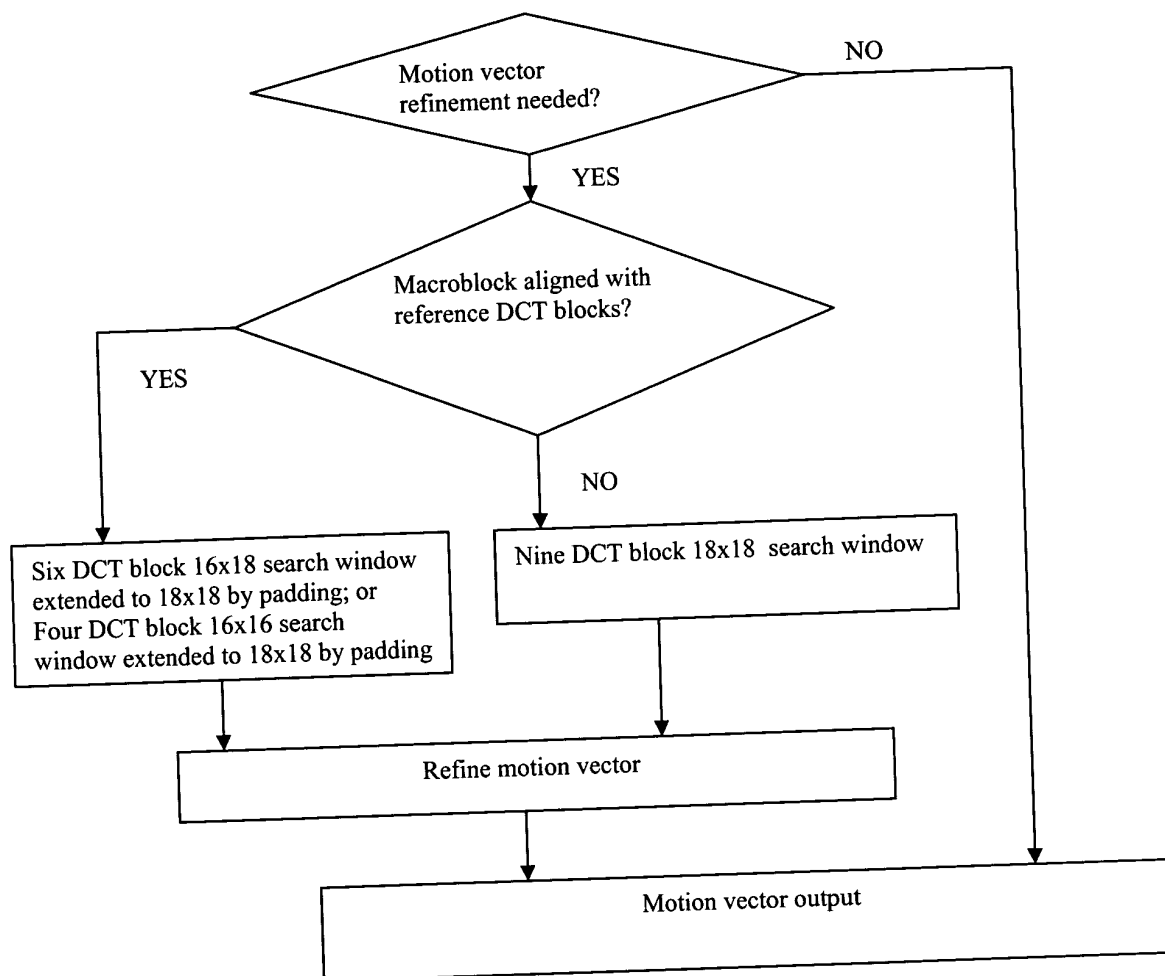 NO
Motion vector
refinement needed?
YES
Macroblock aligned with
reference DCT blocks?
YES
NO
Six DCT block 16x18 search window
extended to 18x18 by padding; or
Four DCT block 16x16 search
window extended to 18x18 by padding
Nine DCT block 18x18 search window
Refine motion vector
Motion vector output